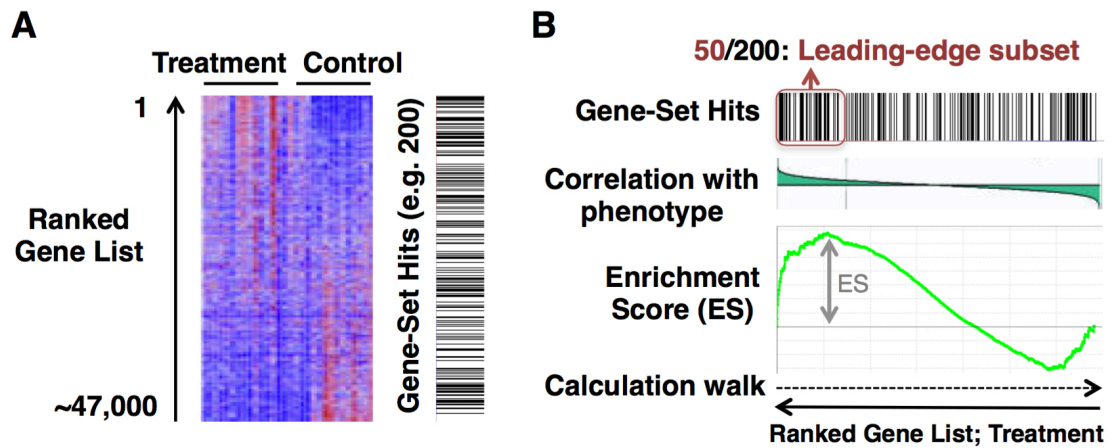 A
Treatment Control
1
Ranked
Gene List
~47,000
Gene-Set Hits (e.g. 200)
B
50/200: Leading-edge subset
Gene-Set Hits
Correlation with
phenotype
Enrichment
Score (ES)
ES
Calculation walk
Ranked Gene List; Treatment